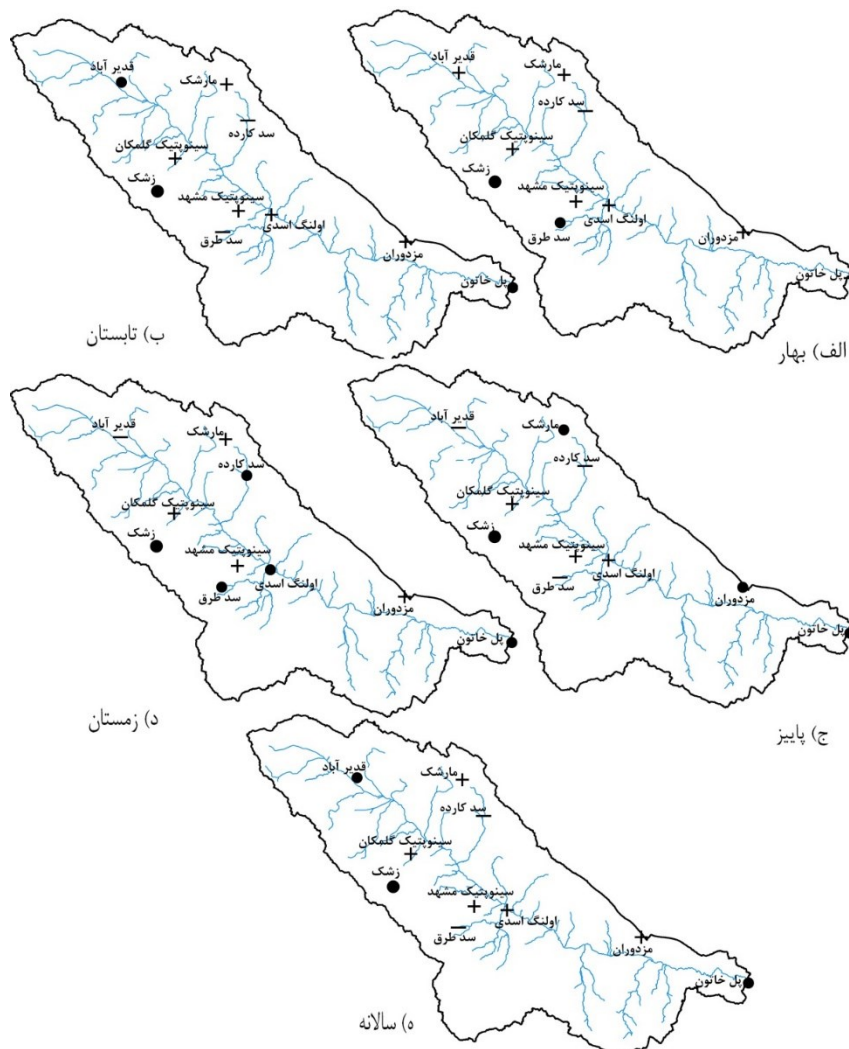 قدیر آباد
مارشک
سد کارده
سینوپتیک گلمکان
زشک
سینوپتیک مشهد
اولنگ اسدی
سد طرق
مزدوران
پل خاتون
الف) بهار
قدیر آباد
مارشک
سد کارده
سینوپتیک گلمکان
زشک
سینوپتیک مشهد
اولنگ اسدی
سد طرق
مزدوران
پل خاتون
ب) تابستان
قدیر آباد
مارشک
سد کارده
سینوپتیک گلمکان
زشک
سینوپتیک مشهد
اولنگ اسدی
سد طرق
مزدوران
پل خاتون
ج) پاییز
قدیر آباد
مارشک
سد کارده
سینوپتیک گلمکان
زشک
سینوپتیک مشهد
اولنگ اسدی
سد طرق
مزدوران
پل خاتون
د) زمستان
قدیر آباد
مارشک
سد کارده
سینوپتیک گلمکان
زشک
سینوپتیک مشهد
اولنگ اسدی
سد طرق
مزدوران
پل خاتون
ه) سالانه